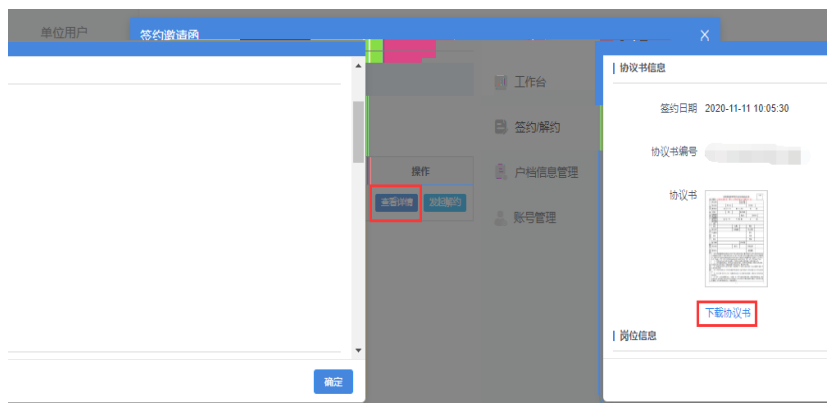 单位用户
签约邀请函
操作
查看详情 发起解约
确定
工作台
签约/解约
户档信息管理
账号管理
协议书信息
签约日期 2020-11-11 10:05:30
协议书编号
协议书
下载协议书
岗位信息